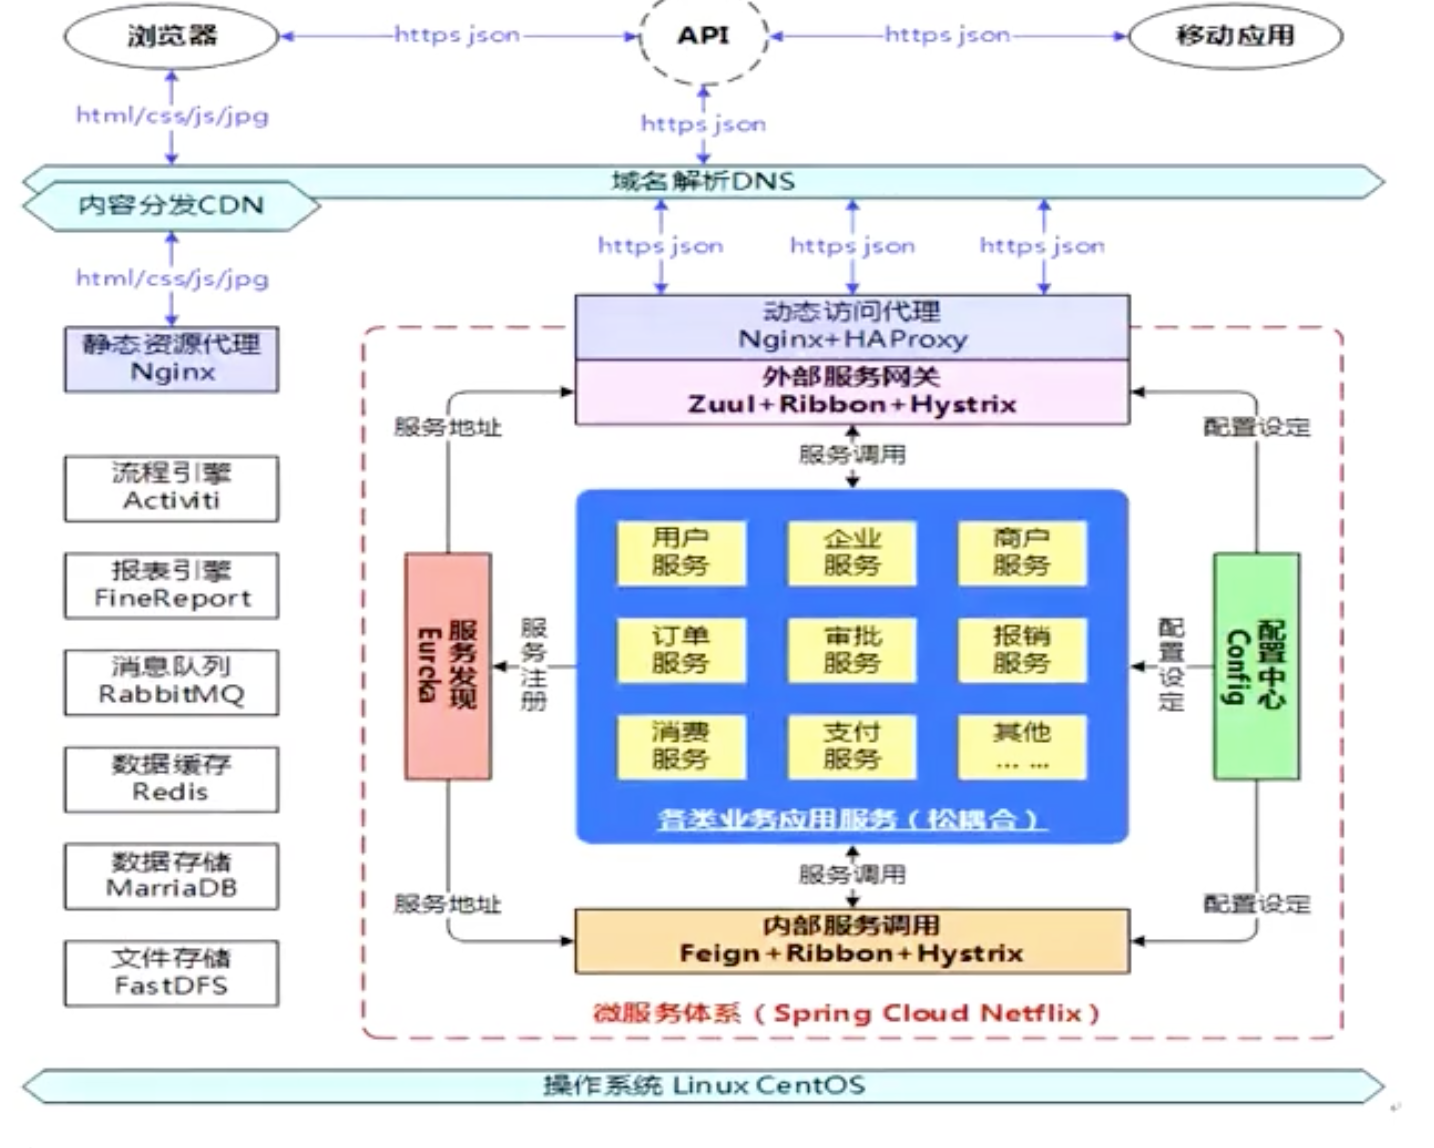 浏览器
https json
API
https json
移动应用
html/css/js/jpg
https json
域名解析DNS
内容分发CDN
html/css/js/jpg
https json
https json
https json
静态资源代理
Nginx
动态访问代理
Nginx+HAProxy
外部服务网关
Zuul+Ribbon+Hystrix
服务地址
配置设定
服务调用
流程引擎
Activiti
报表引擎
FineReport
消息队列
RabbitMQ
数据缓存
Redis
数据存储
MarriaDB
文件存储
FastDFS
服务发现
Eureka
服务注册
用户
服务
企业
服务
商户
服务
订单
服务
审批
服务
报销
服务
消费
服务
支付
服务
其他
... ...
各类业务应用服务（松耦合）
配置设定
配置中心
Config
服务调用
服务地址
配置设定
内部服务调用
Feign+Ribbon+Hystrix
微服务体系（Spring Cloud Netflix）
操作系统 Linux CentOS